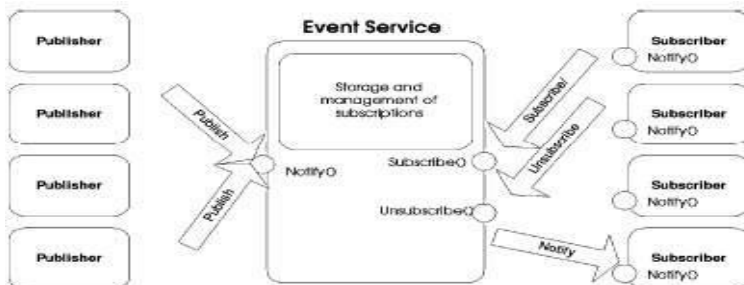 Event Service
Publisher
Publisher
Publisher
Publisher
Publish
Publish
Storage and
management of
subscriptions
Notify()
Subscribe()
Unsubscribe()
Subscribe/
Unsubscribe
Notify
Subscriber
Notify()
Subscriber
Notify()
Subscriber
Notify()
Subscriber
Notify()